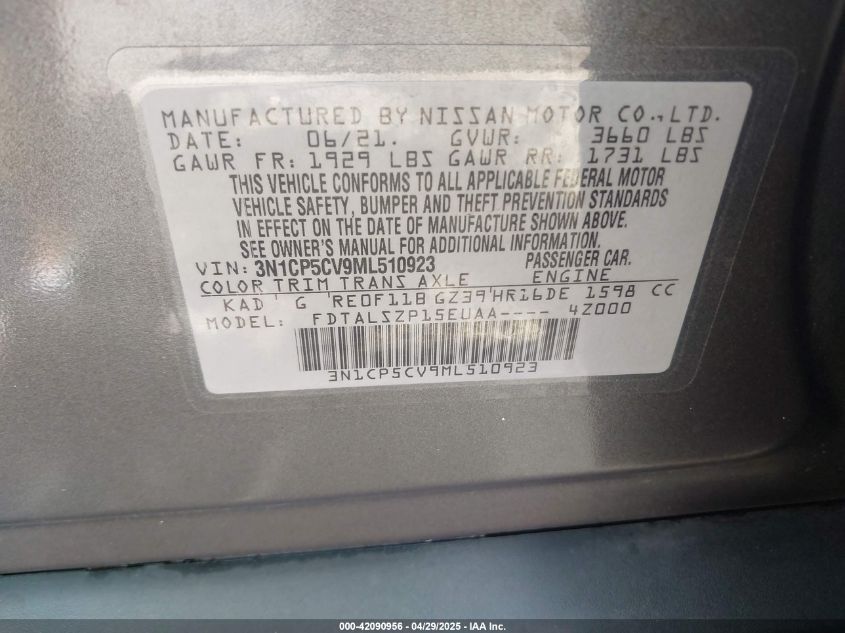 MANUFACTURED BY NISSAN MOTOR CO.,LTD.
DATE: 06/21. GVWR: 3660 LBS
GAWR FR: 1929 LBS GAWR RR: 1731 LBS
THIS VEHICLE CONFORMS TO ALL APPLICABLE FEDERAL MOTOR
VEHICLE SAFETY, BUMPER AND THEFT PREVENTION STANDARDS
IN EFFECT ON THE DATE OF MANUFACTURE SHOWN ABOVE.
SEE OWNER'S MANUAL FOR ADDITIONAL INFORMATION.
VIN: 3N1CP5CV9ML510923 PASSENGER CAR.
COLOR TRIM TRANS AXLE ENGINE
KAD G RE0F11B GZ39 HR16DE 1598 CC
MODEL: FDTALSZP15EUAA---- 4Z000
3N1CP5CV9ML510923
000-42090956 - 04/29/2025 - IAA Inc.